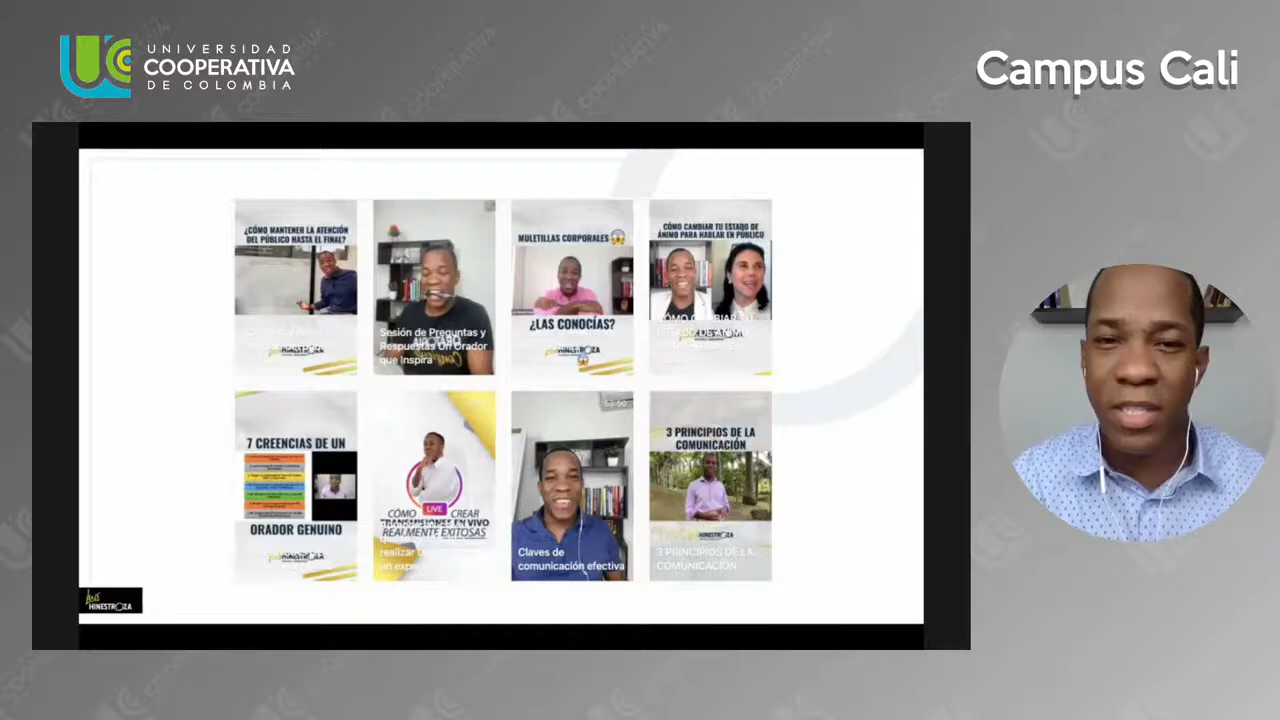 UNIVERSIDAD
COOPERATIVA
DE COLOMBIA
Campus Cali
¿CÓMO MANTENER LA ATENCIÓN
DEL PÚBLICO HASTA EL FINAL?
Sesión de Preguntas y
Respuestas Un Orador
que Inspira
MULETILLAS CORPORALES 😱
¿LAS CONOCÍAS?
CÓMO CAMBIAR TU ESTADO DE
ÁNIMO PARA HABLAR EN PÚBLICO
7 CREENCIAS DE UN
ORADOR GENUINO
LIVE
CÓMO CREAR
TRANSMISIONES EN VIVO
REALMENTE EXITOSAS
Claves de
comunicación efectiva
3 PRINCIPIOS DE LA
COMUNICACIÓN
3 PRINCIPIOS DE LA
COMUNICACIÓN
HINESTROZA